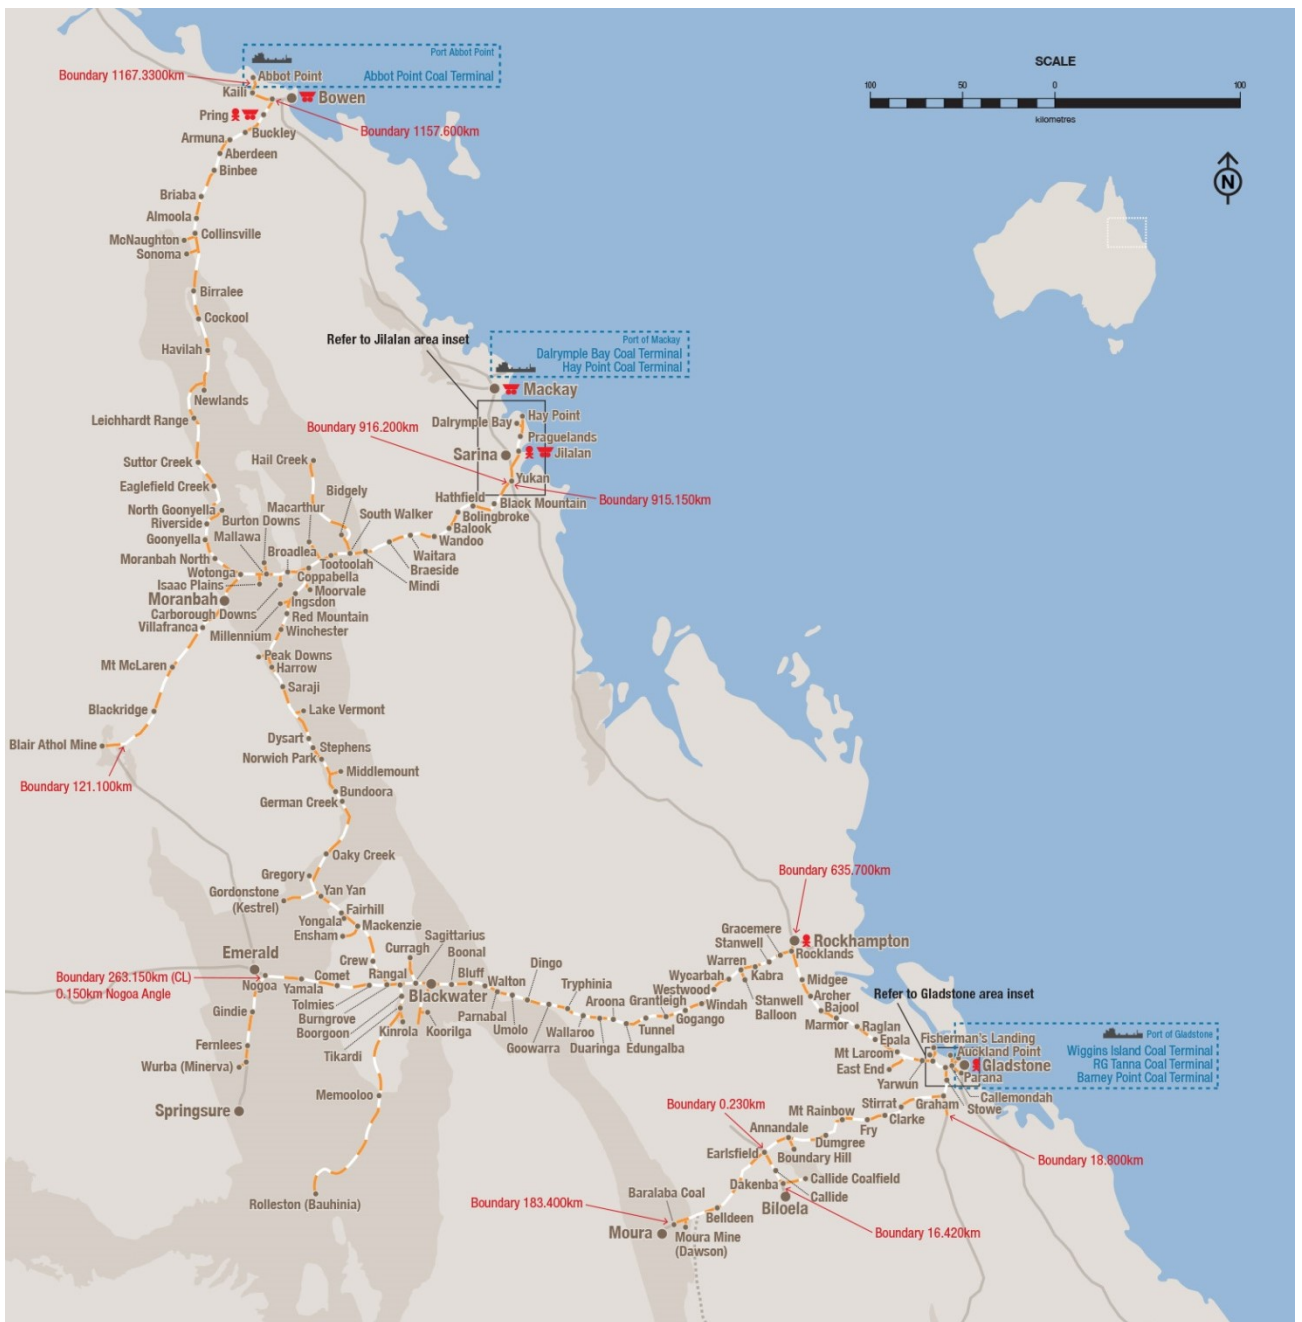 Port Abbot Point
Abbot Point Coal Terminal
SCALE
100
50
0
100
kilometres
N
Boundary 1167.3300km
Abbot Point
Kaili
Bowen
Pring
Boundary 1157.600km
Buckley
Armuna
Aberdeen
Binbee
Briaba
Almoola
Collinsville
McNaughton
Sonoma
Birralee
Cockool
Havilah
Newlands
Leichhardt Range
Suttor Creek
Eaglefield Creek
North Goonyella
Riverside
Goonyella
Moranbah North
Wotonga
Moranbah
Villafranca
Mt McLaren
Blackridge
Blair Athol Mine
Boundary 121.100km
Refer to Jilalan area inset
Port of Mackay
Dalrymple Bay Coal Terminal
Hay Point Coal Terminal
Mackay
Hay Point
Dalrymple Bay
Praguelands
Boundary 916.200km
Sarina
Jilalan
Yukan
Boundary 915.150km
Black Mountain
Hathfield
Bolingbroke
Balook
Wandoo
Waitara
Braeside
Mindi
South Walker
Bidgely
Hail Creek
Macarthur
Tootoolah
Coppabella
Broadlea
Burton Downs
Mallawa
Isaac Plains
Carborough Downs
Moorvale
Ingsdon
Millennium
Red Mountain
Winchester
Peak Downs
Harrow
Saraji
Lake Vermont
Dysart
Stephens
Norwich Park
Middlemount
Bundoora
German Creek
Oaky Creek
Gregory
Gordonstone
(Kestrel)
Yan Yan
Fairhill
Yongala
Mackenzie
Ensham
Crew
Emerald
Boundary 263.150km (CL)
0.150km Nogoa Angle
Nogoa
Yamala
Comet
Tolmies
Rangal
Burngrove
Boorgoon
Tikardi
Kinrola
Koorilga
Curragh
Sagittarius
Blackwater
Boonal
Bluff
Parnabal
Walton
Umolo
Dingo
Goowarra
Tryphinia
Wallaroo
Aroona
Duaringa
Edungalba
Grantleigh
Tunnel
Gogango
Westwood
Windah
Wycarbah
Warren
Stanwell
Balloon
Kabra
Stanwell
Gracemere
Boundary 635.700km
Rockhampton
Rocklands
Midgee
Archer
Bajool
Marmor
Raglan
Epala
Mt Larcom
East End
Yarwun
Refer to Gladstone area inset
Fisherman's Landing
Auckland Point
Gladstone
Parana
Port of Gladstone
Wiggins Island Coal Terminal
RG Tanna Coal Terminal
Barney Point Coal Terminal
Callemondah
Stowe
Graham
Boundary 18.800km
Stirrat
Clarke
Fry
Mt Rainbow
Dumgree
Annandale
Boundary Hill
Boundary 0.230km
Earlsfield
Callide Coalfield
Callide
Dakenba
Biloela
Boundary 16.420km
Belldeen
Baralaba Coal
Boundary 183.400km
Moura
Moura Mine
(Dawson)
Gindie
Fernlees
Wurba (Minerva)
Springsure
Memooloo
Rolleston (Bauhinia)